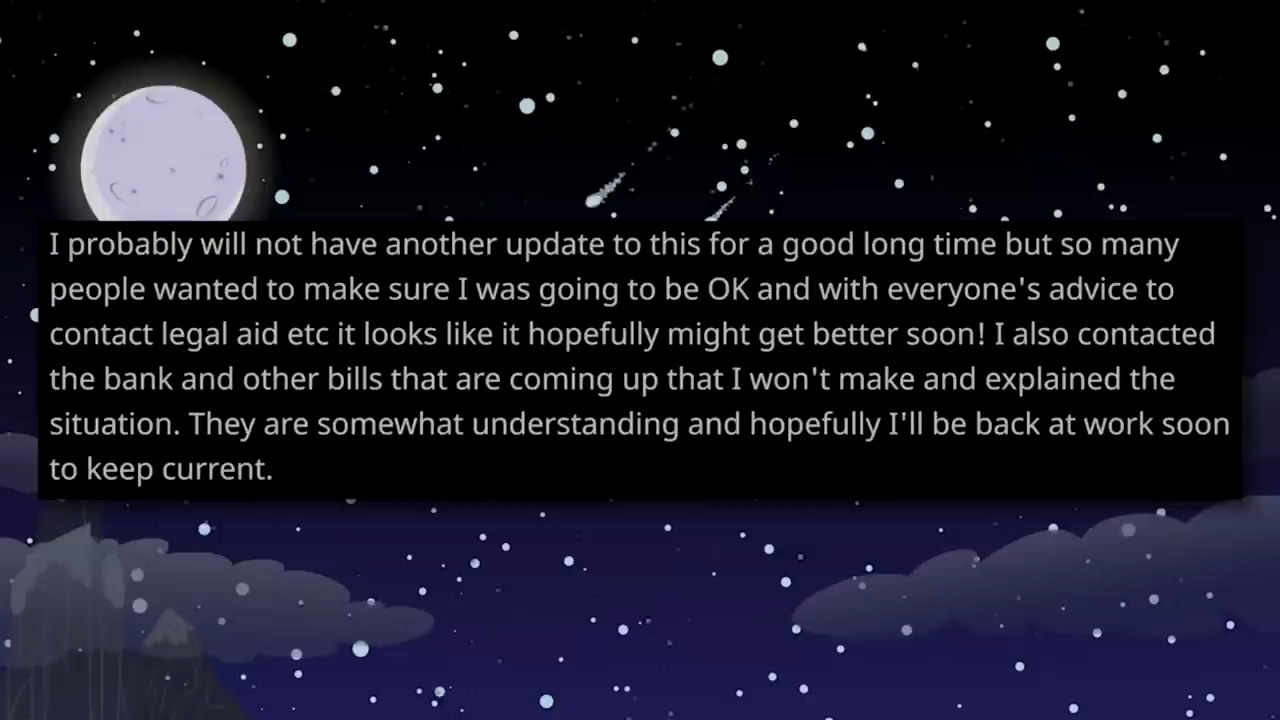 I probably will not have another update to this for a good long time but so many
people wanted to make sure I was going to be OK and with everyone's advice to
contact legal aid etc it looks like it hopefully might get better soon! I also contacted
the bank and other bills that are coming up that I won't make and explained the
situation. They are somewhat understanding and hopefully I'll be back at work soon
to keep current.